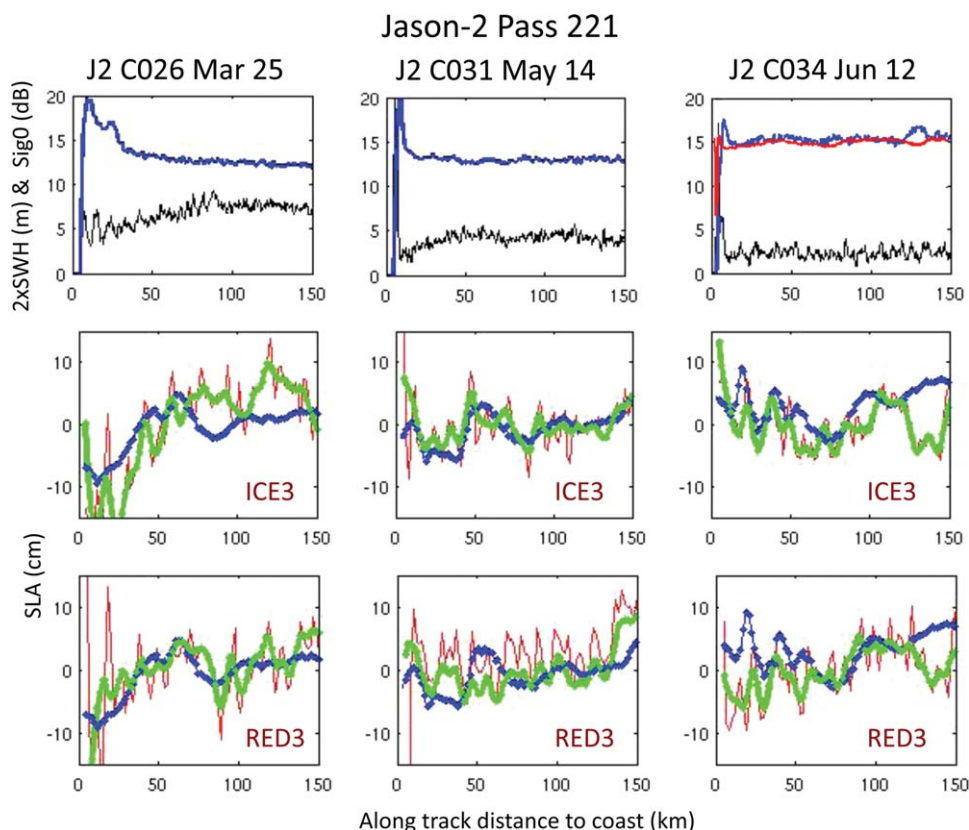 Jason-2 Pass 221
J2 C026 Mar 25
J2 C031 May 14
J2 C034 Jun 12
2xSWH (m) & Sig0 (dB)
20
15
10
5
0
0 50 100 150
20
15
10
5
0
0 50 100 150
20
15
10
5
0
0 50 100 150
SLA (cm)
10
0
-10
ICE3
0 50 100 150
10
0
-10
ICE3
0 50 100 150
10
0
-10
ICE3
0 50 100 150
10
0
-10
RED3
0 50 100 150
10
0
-10
RED3
0 50 100 150
10
0
-10
RED3
0 50 100 150
Along track distance to coast (km)